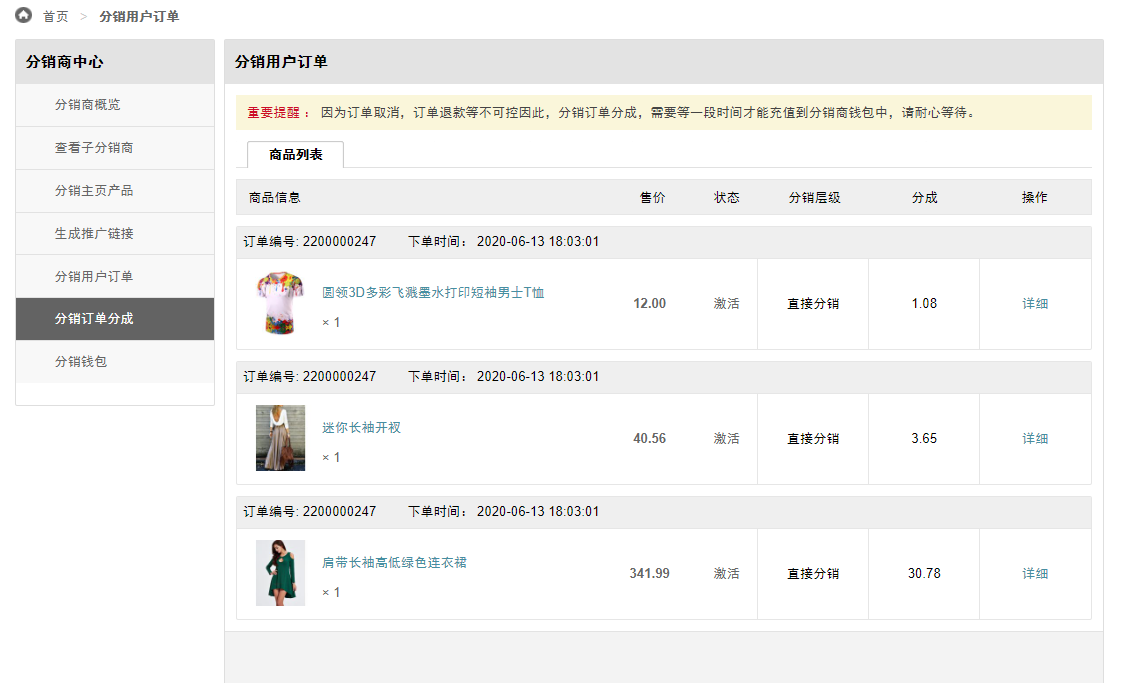 首页 > 分销用户订单
分销商中心
分销商概览
查看子分销商
分销主页产品
生成推广链接
分销用户订单
分销订单分成
分销钱包
分销用户订单
重要提醒： 因为订单取消，订单退款等不可控因此，分销订单分成，需要等一段时间才能充值到分销商钱包中，请耐心等待。
商品列表
商品信息 售价 状态 分销层级 分成 操作
订单编号: 2200000247 下单时间： 2020-06-13 18:03:01
圆领3D多彩飞溅墨水打印短袖男士T恤
× 1
12.00 激活 直接分销 1.08 详细
订单编号: 2200000247 下单时间： 2020-06-13 18:03:01
迷你长袖开衩
× 1
40.56 激活 直接分销 3.65 详细
订单编号: 2200000247 下单时间： 2020-06-13 18:03:01
肩带长袖高低绿色连衣裙
× 1
341.99 激活 直接分销 30.78 详细